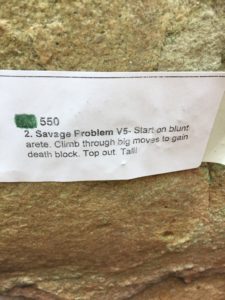 550
2. Savage Problem V5- Start on blunt
arete. Climb through big moves to gain
death block. Top out. Tall!